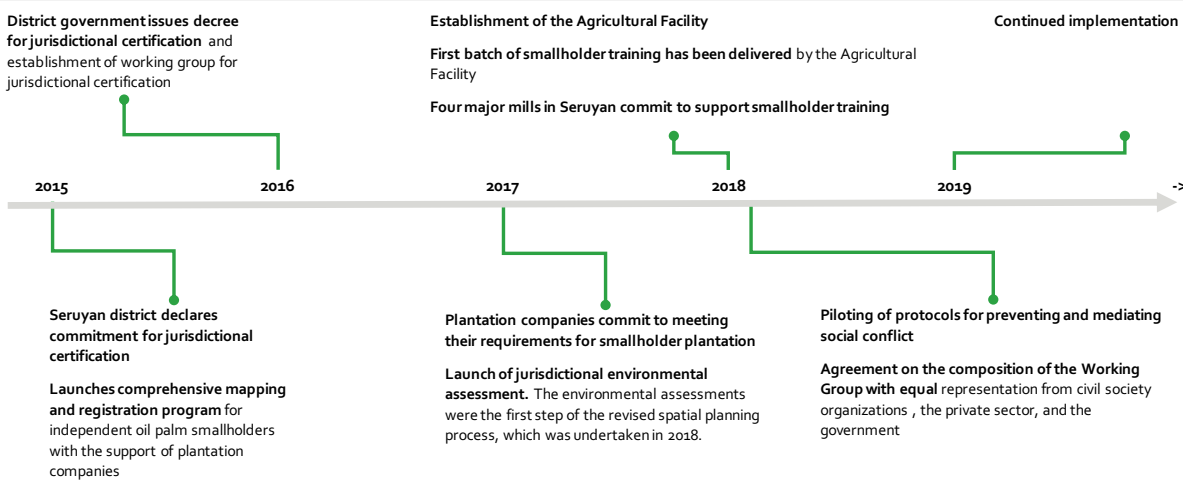 District government issues decree
for jurisdictional certification and
establishment of working group for
jurisdictional certification
Establishment of the Agricultural Facility
First batch of smallholder training has been delivered by the Agricultural
Facility
Four major mills in Seruyan commit to support smallholder training
Continued implementation
2015
2016
2017
2018
2019
->
Seruyan district declares
commitment for jurisdictional
certification
Launches comprehensive mapping
and registration program for
independent oil palm smallholders
with the support of plantation
companies
Plantation companies commit to meeting
their requirements for smallholder plantation
Launch of jurisdictional environmental
assessment. The environmental assessments
were the first step of the revised spatial planning
process, which was undertaken in 2018.
Piloting of protocols for preventing and mediating
social conflict
Agreement on the composition of the Working
Group with equal representation from civil society
organizations , the private sector, and the
government